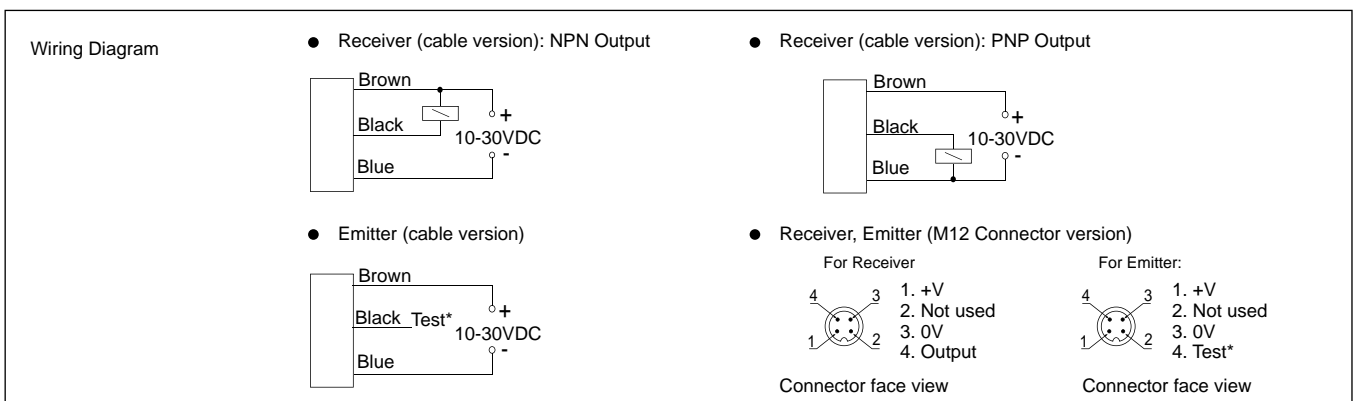 Wiring Diagram
● Receiver (cable version): NPN Output
Brown
Black
Blue
+
10-30VDC
-
● Receiver (cable version): PNP Output
Brown
Black
Blue
+
10-30VDC
-
● Emitter (cable version)
Brown
Black Test*
Blue
+
10-30VDC
-
● Receiver, Emitter (M12 Connector version)
For Receiver
4 3
1 2
1. +V
2. Not used
3. 0V
4. Output
Connector face view
For Emitter:
4 3
1 2
1. +V
2. Not used
3. 0V
4. Test*
Connector face view